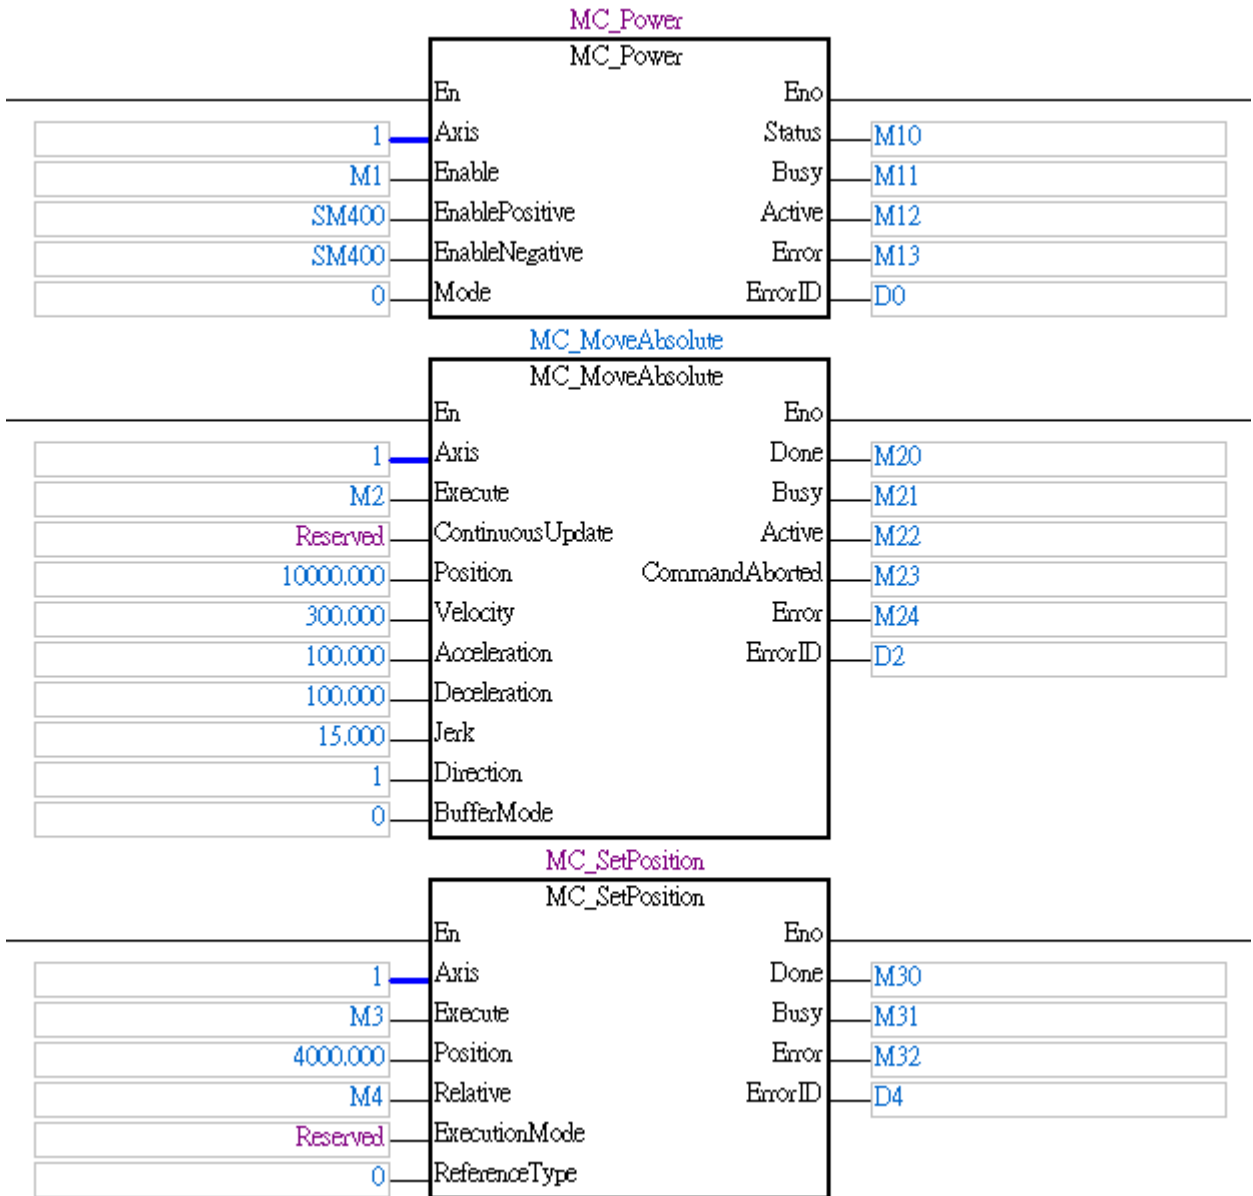 MC_Power
MC_Power
En Eno
1 Axis Status M10
M1 Enable Busy M11
SM400 EnablePositive Active M12
SM400 EnableNegative Error M13
0 Mode ErrorID D0
MC_MoveAbsolute
MC_MoveAbsolute
En Eno
1 Axis Done M20
M2 Execute Busy M21
Reserved ContinuousUpdate Active M22
10000.000 Position CommandAborted M23
300.000 Velocity Error M24
100.000 Acceleration ErrorID D2
100.000 Deceleration
15.000 Jerk
1 Direction
0 BufferMode
MC_SetPosition
MC_SetPosition
En Eno
1 Axis Done M30
M3 Execute Busy M31
4000.000 Position Error M32
M4 Relative ErrorID D4
Reserved ExecutionMode
0 ReferenceType